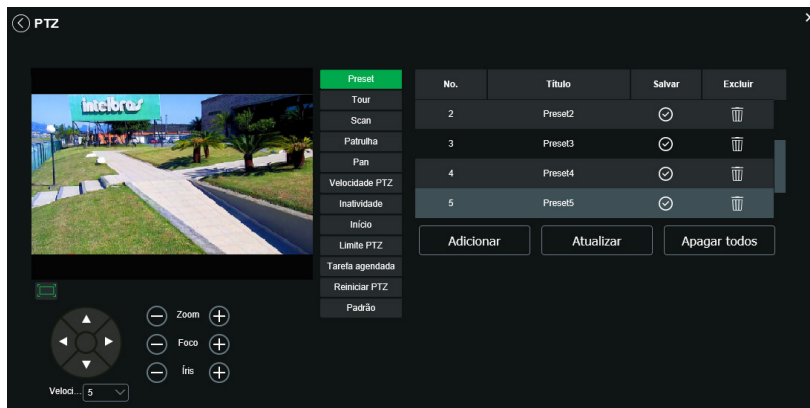 PTZ
intelbras
Preset
Tour
Scan
Patrulha
Pan
Velocidade PTZ
Inatividade
Início
Limite PTZ
Tarefa agendada
Reiniciar PTZ
Padrão
No. Título Salvar Excluir
2 Preset2
3 Preset3
4 Preset4
5 Preset5
Adicionar Atualizar Apagar todos
Zoom
Foco
Íris
Veloci... 5